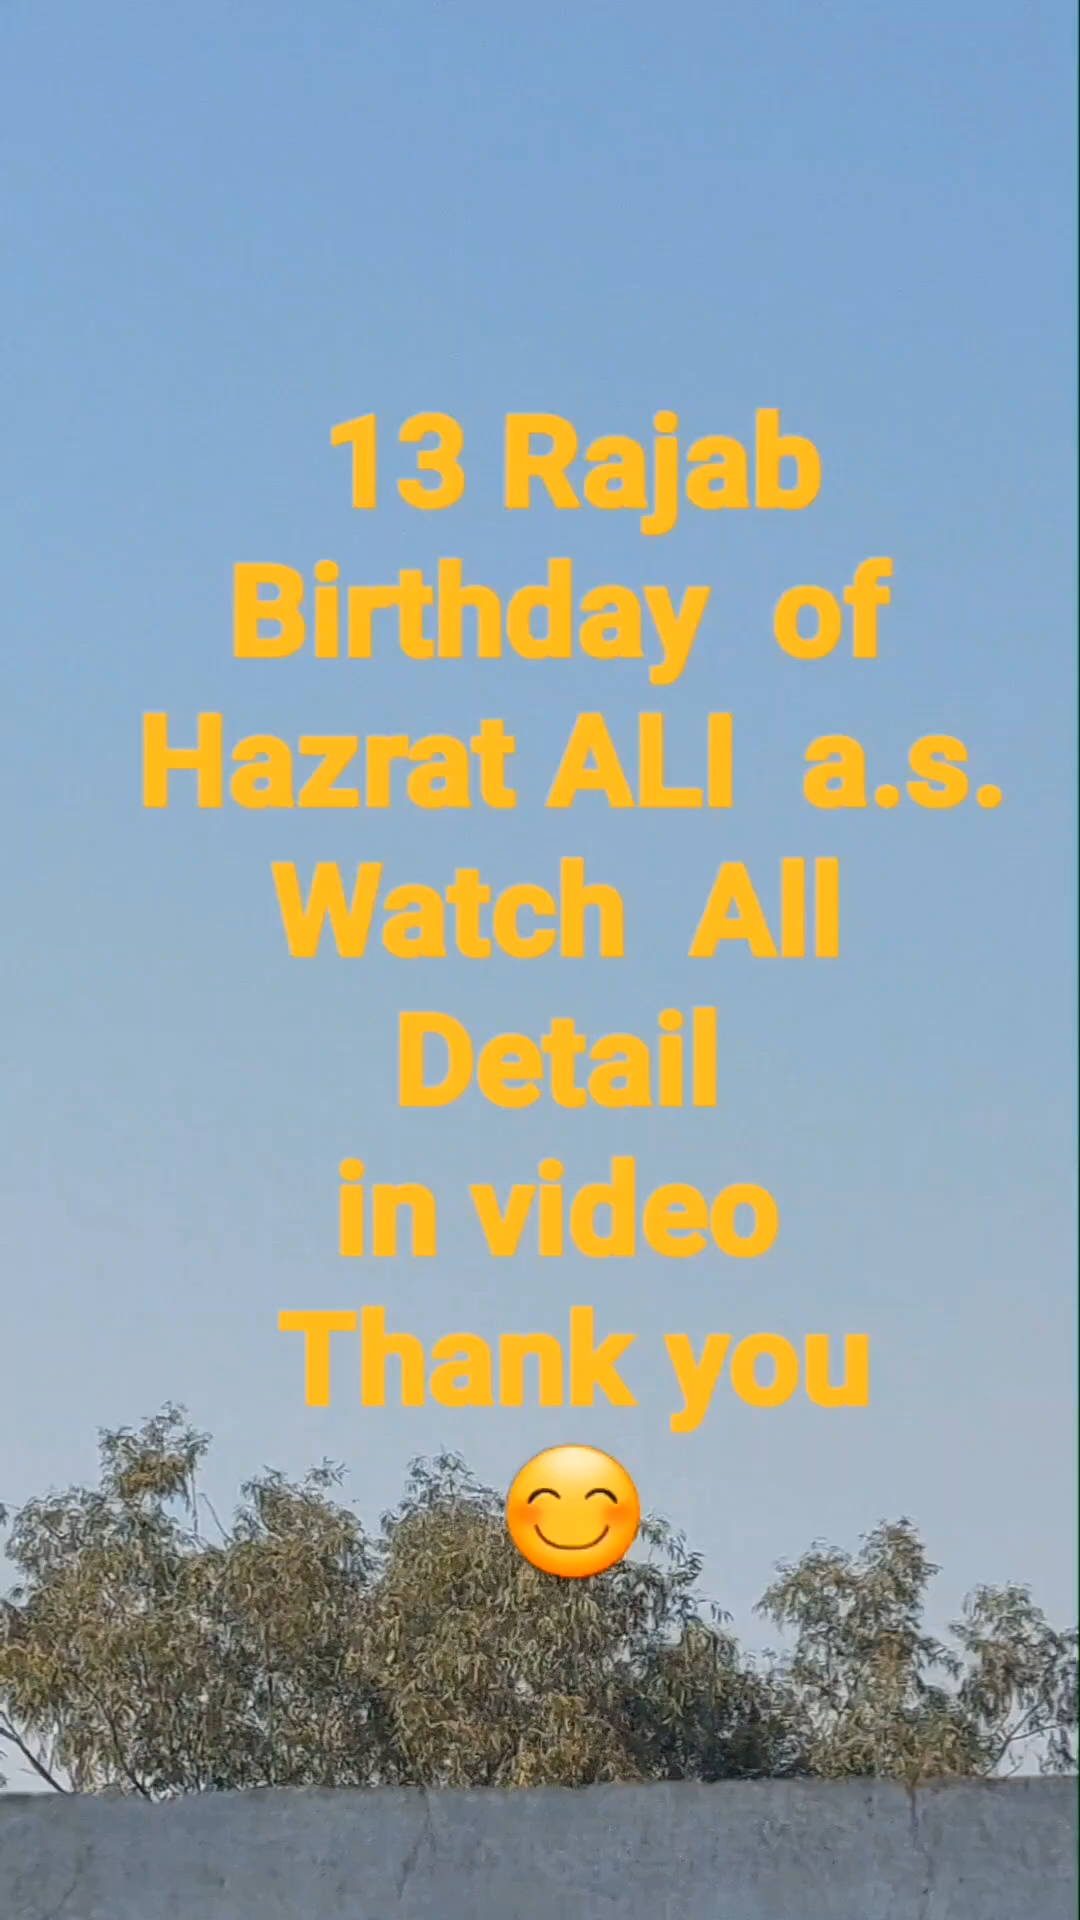 13 Rajab
Birthday of
Hazrat ALI a.s.
Watch All
Detail
in video
Thank you
😊